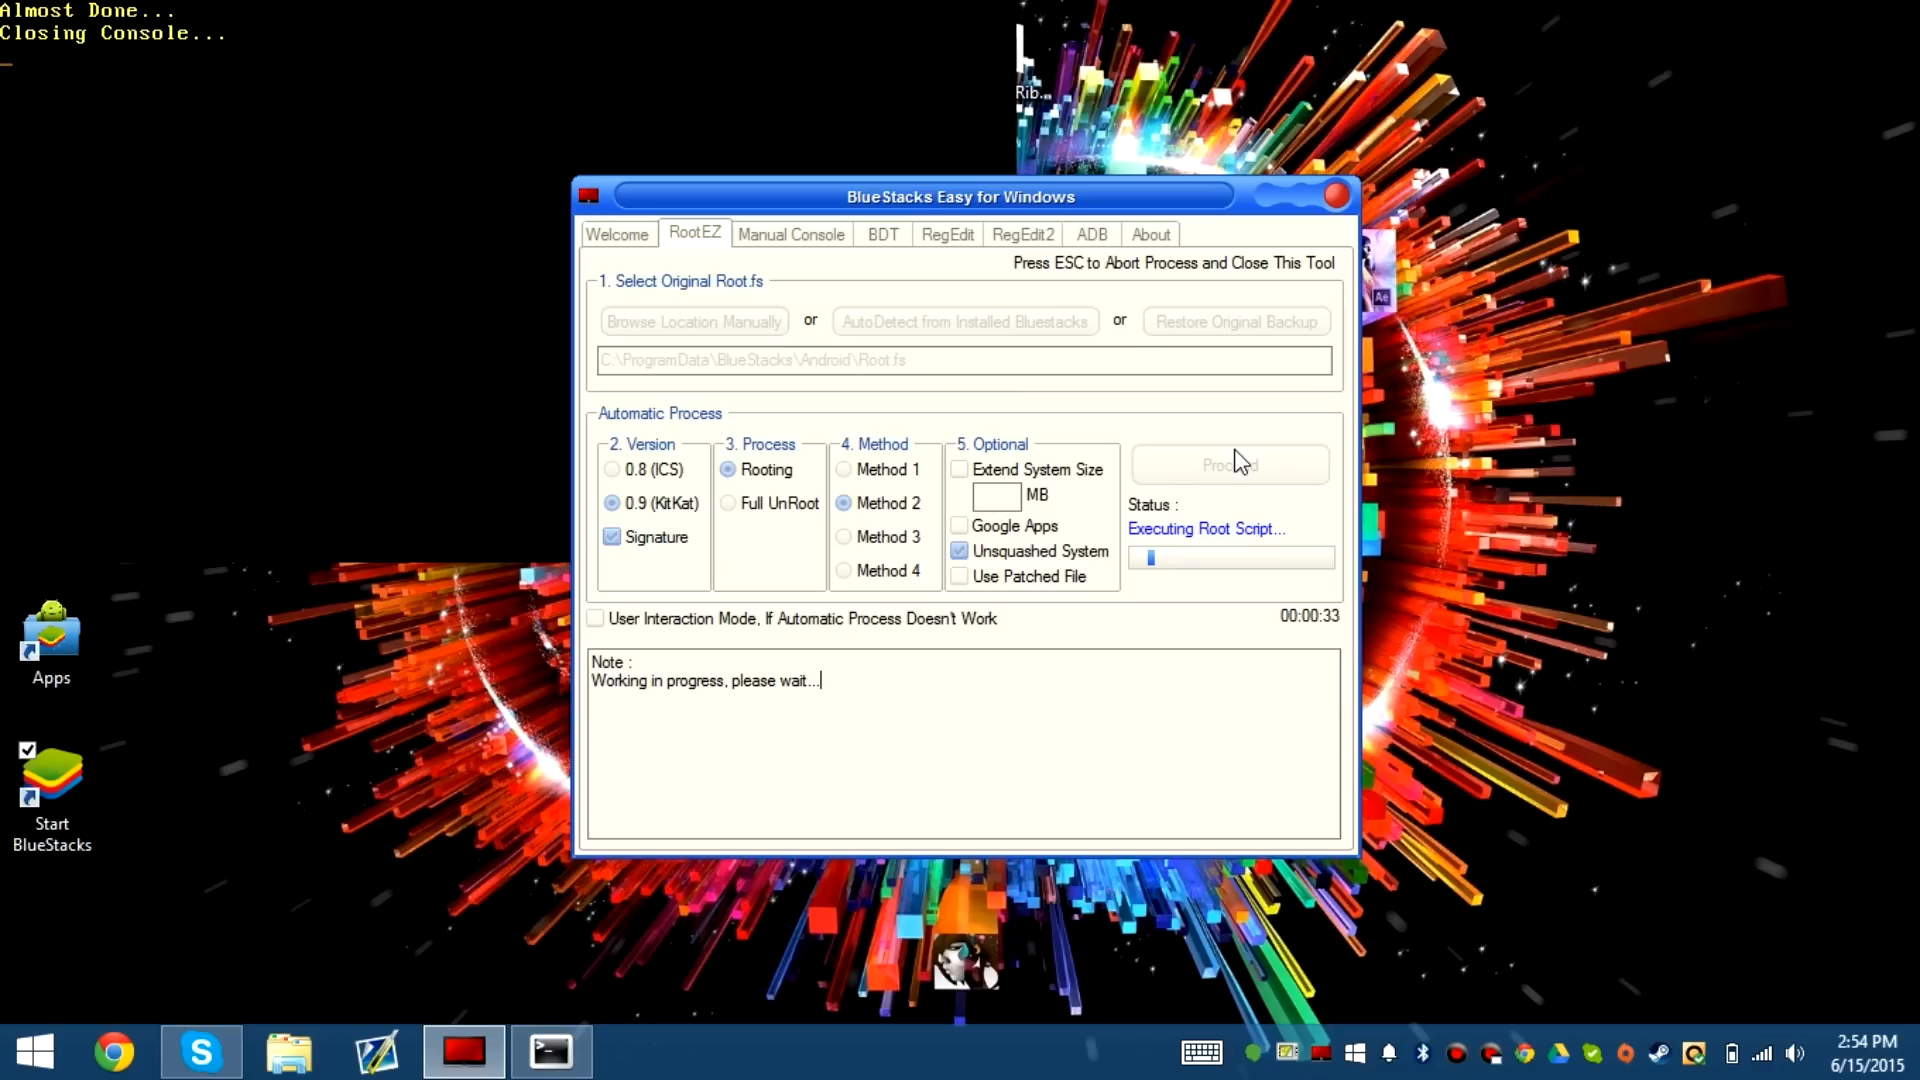 Almost Done...
Closing Console...
Rib...
BlueStacks Easy for Windows
Welcome RootEZ Manual Console BDT RegEdit RegEdit2 ADB About
Press ESC to Abort Process and Close This Tool
1. Select Original Root.fs
Browse Location Manually or AutoDetect from Installed Bluestacks or Restore Original Backup
C:\ProgramData\BlueStacks\Android\Root.fs
Automatic Process
2. Version
0.8 (ICS)
0.9 (KitKat)
Signature
3. Process
Rooting
Full UnRoot
4. Method
Method 1
Method 2
Method 3
Method 4
5. Optional
Extend System Size
MB
Google Apps
Unsquashed System
Use Patched File
Status :
Executing Root Script...
User Interaction Mode, If Automatic Process Doesn't Work
00:00:33
Note :
Working in progress, please wait...
Ae
Apps
Start
BlueStacks
2:54 PM
6/15/2015